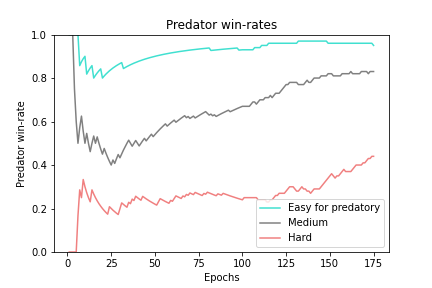 Predator win-rates
Predator win-rate
1.0
0.8
0.6
0.4
0.2
0.0
0
25
50
75
100
125
150
175
Epochs
Easy for predatory
Medium
Hard